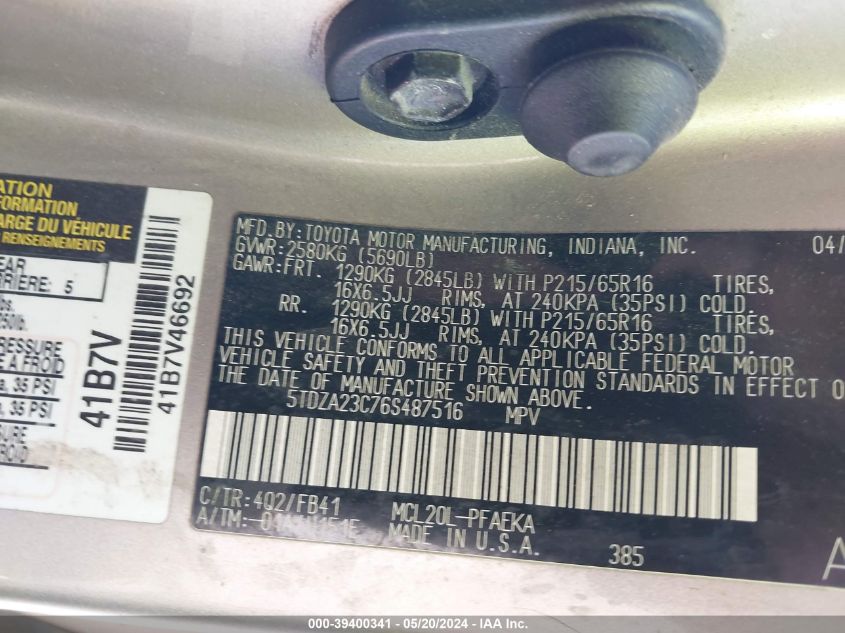 ATION
FORMATION
ARGE DU VÉHICULE
RENSEIGNEMENTS
EAR
RRIÈRE: 5
PRESSURE
E A FROID
35 PSI
35 PSI
41B7V
41B7V46692
MFD.BY:TOYOTA MOTOR MANUFACTURING, INDIANA, INC. 04/
GVWR:2580KG (5690LB)
GAWR:FRT. 1290KG (2845LB) WITH P215/65R16 TIRES,
16X6.5JJ RIMS, AT 240KPA (35PSI) COLD.
RR. 1290KG (2845LB) WITH P215/65R16 TIRES,
16X6.5JJ RIMS, AT 240KPA (35PSI) COLD.
THIS VEHICLE CONFORMS TO ALL APPLICABLE FEDERAL MOTOR
VEHICLE SAFETY AND THEFT PREVENTION STANDARDS IN EFFECT O
THE DATE OF MANUFACTURE SHOWN ABOVE.
5TDZA23C76S487516 MPV
C/TR:4Q2/FB41 MCL20L-PFAEKA
A/TM: MADE IN U.S.A. 385
A
000-39400341 - 05/20/2024 - IAA Inc.